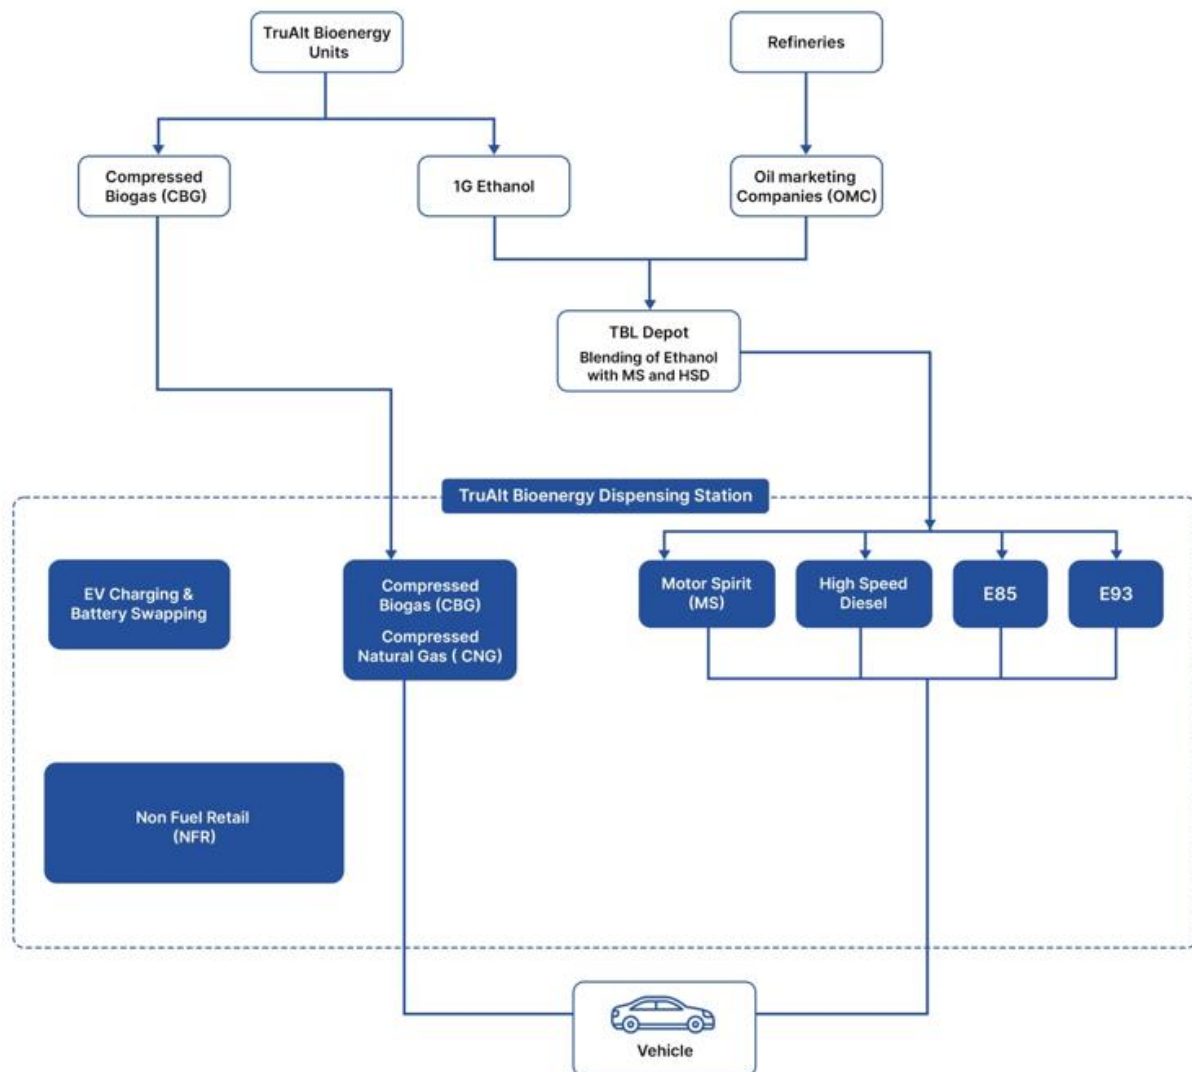 TruAlt Bioenergy
Units
Refineries
Compressed
Biogas (CBG)
1G Ethanol
Oil marketing
Companies (OMC)
TBL Depot
Blending of Ethanol
with MS and HSD
TruAlt Bioenergy Dispensing Station
EV Charging &
Battery Swapping
Compressed
Biogas (CBG)
Compressed
Natural Gas ( CNG)
Motor Spirit
(MS)
High Speed
Diesel
E85
E93
Non Fuel Retail
(NFR)
Vehicle